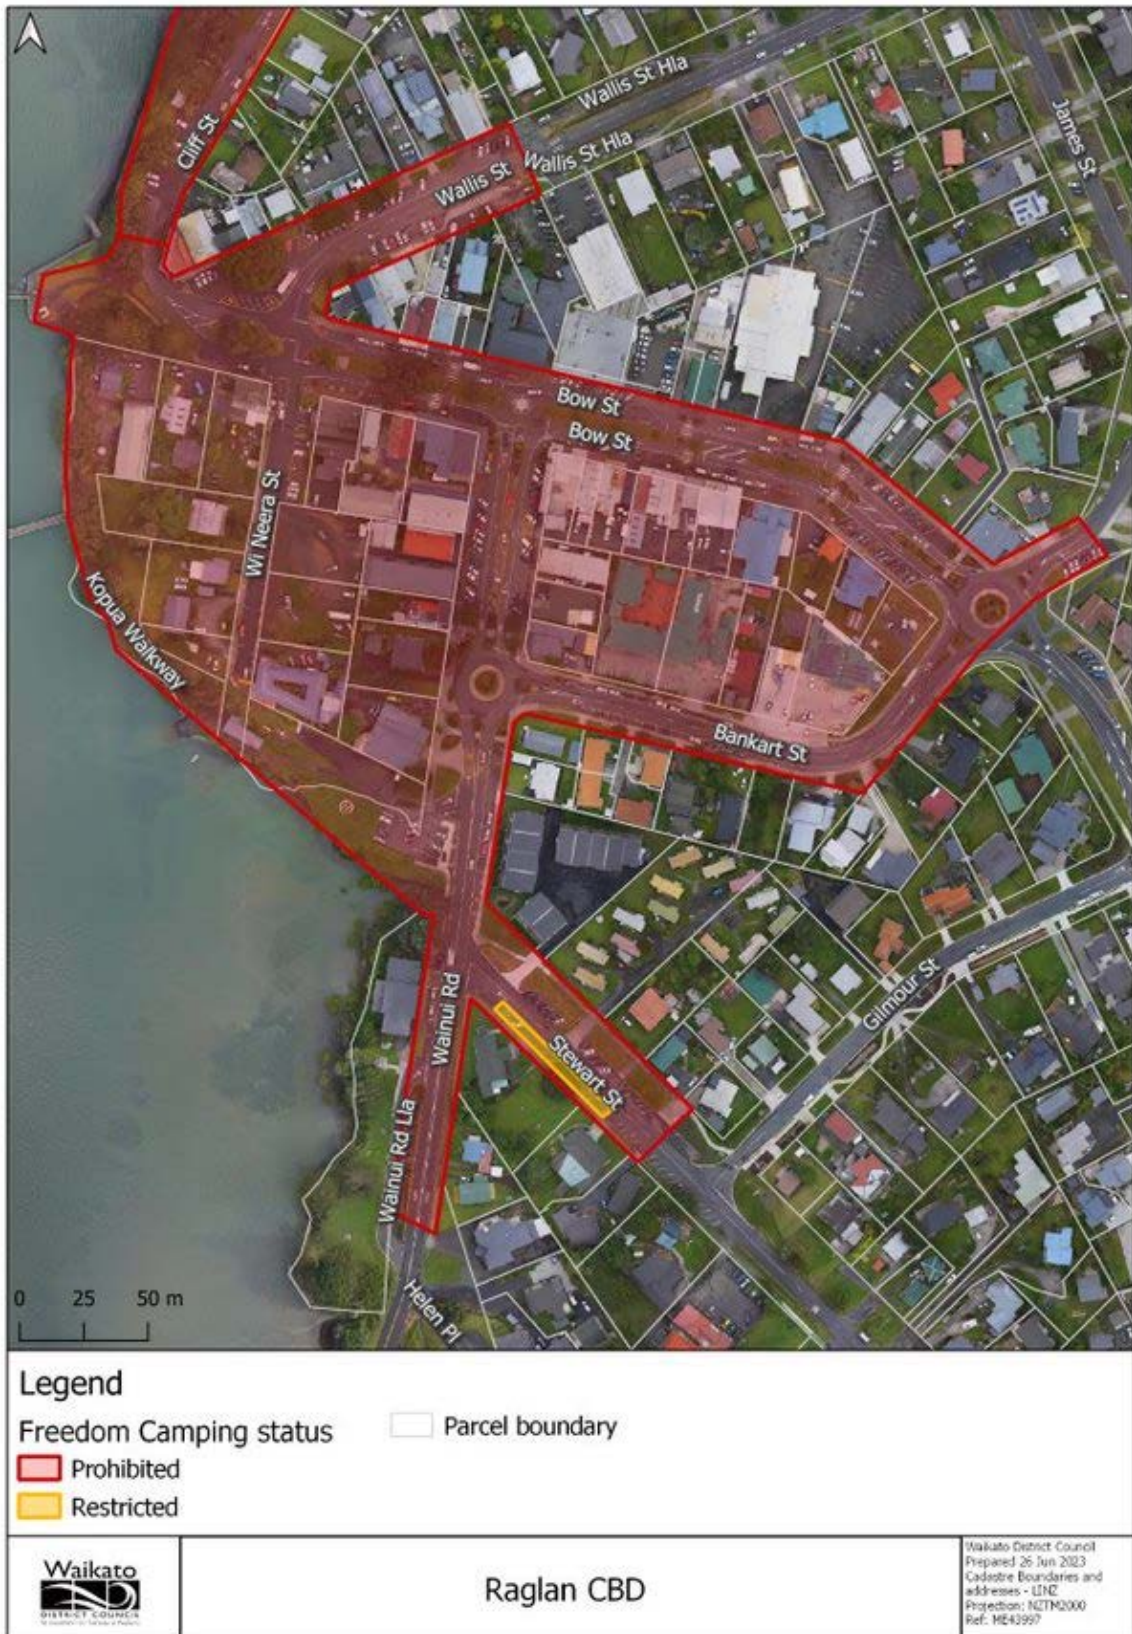 Cliff St
Wallis St Hla
Wallis St Hla
Wallis St
James St
Bow St
Bow St
Wi Neera St
Kopua Walkway
Bankart St
Gilmour St
Wainui Rd
Stewart St
Wainui Rd Lla
Helen Pl
0 25 50 m
Legend
Freedom Camping status
Parcel boundary
Prohibited
Restricted
Waikato
DISTRICT COUNCIL
Raglan CBD
Waikato District Council
Prepared 26 Jun 2023
Cadastre Boundaries and
addresses - LINZ
Projection: NZTM2000
Ref: ME43997